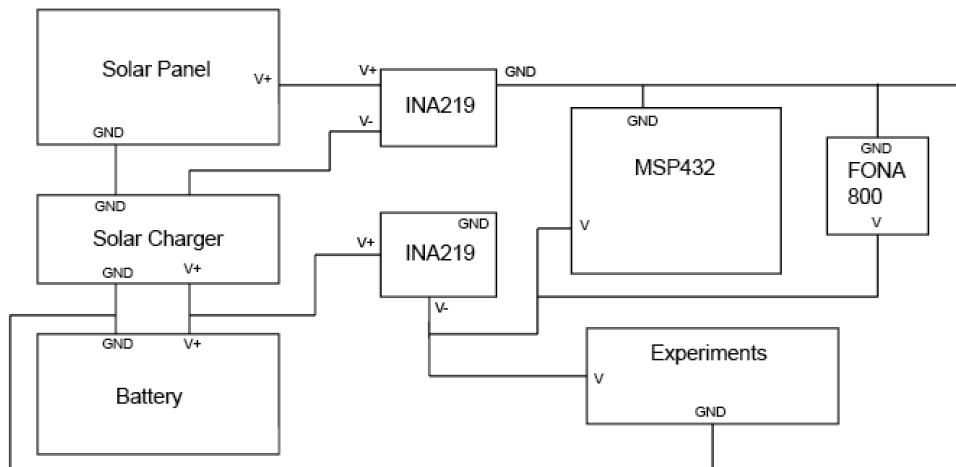 Solar Panel
V+
GND
V+
INA219
V-
GND
GND
MSP432
V
GND
FONA
800
V
GND
Solar Charger
GND
V+
GND
V+
INA219
V-
GND
V+
Battery
Experiments
V
GND